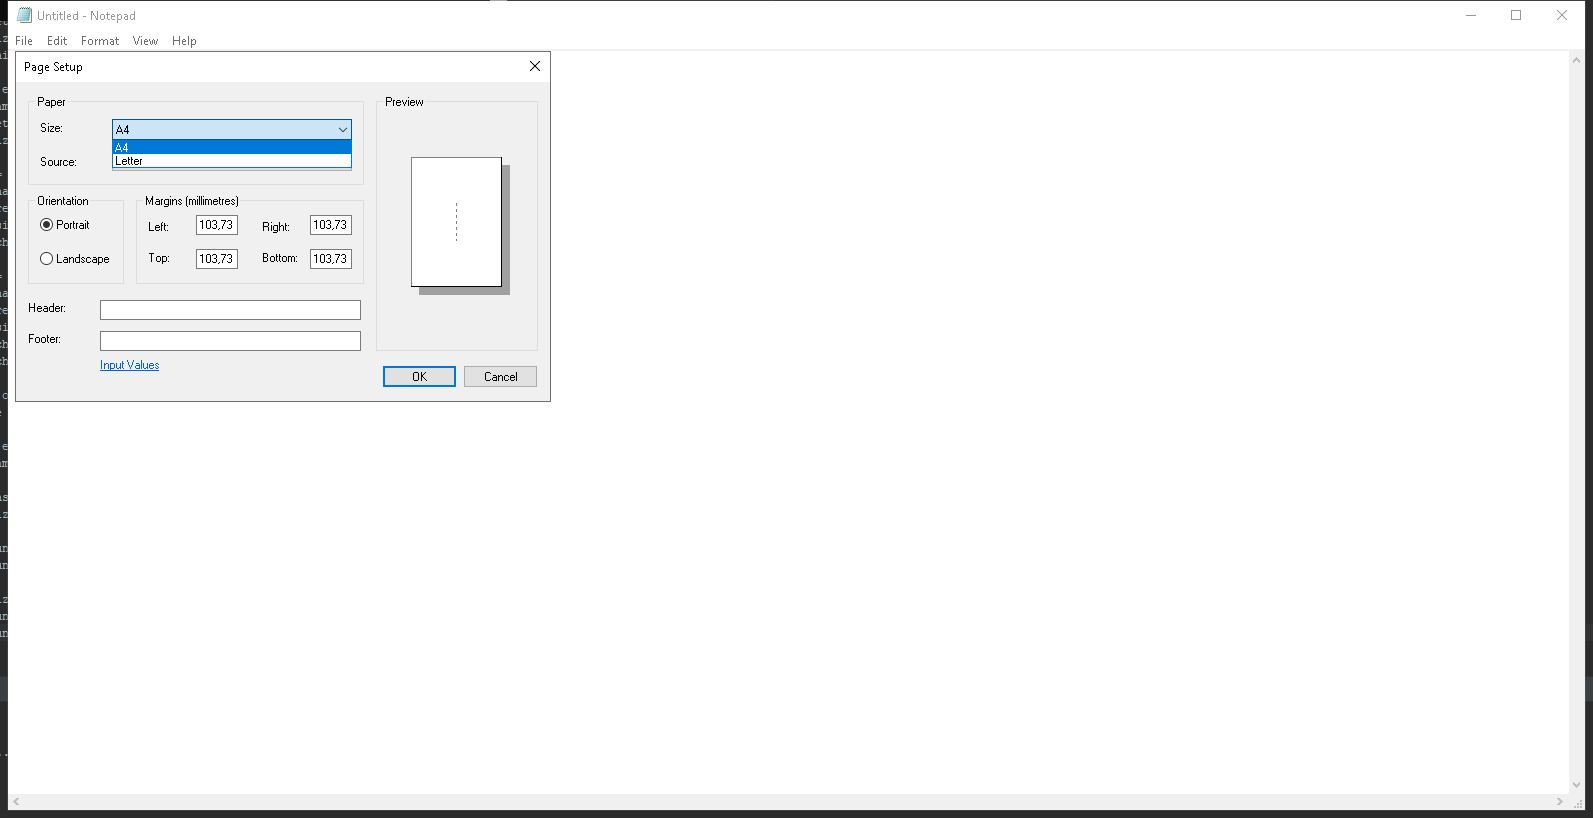 Untitled - Notepad
File Edit Format View Help
Page Setup
Paper
Size: A4
A4
Letter
Source:
Orientation
Portrait
Landscape
Margins (millimetres)
Left: 103,73 Right: 103,73
Top: 103,73 Bottom: 103,73
Header:
Footer:
Input Values
Preview
OK Cancel